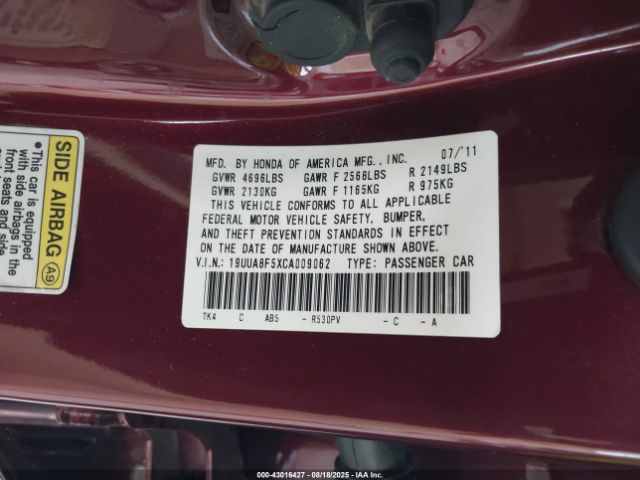 ●This car is equipped
with side airbags in the
front seats and side
SIDE AIRBAG A9
MFD. BY HONDA OF AMERICA MFG., INC. 07/'11
GVWR 4696LBS GAWR F 2568LBS R 2149LBS
GVWR 2130KG GAWR F 1165KG R 975KG
THIS VEHICLE CONFORMS TO ALL APPLICABLE
FEDERAL MOTOR VEHICLE SAFETY, BUMPER,
AND THEFT PREVENTION STANDARDS IN EFFECT
ON THE DATE OF MANUFACTURE SHOWN ABOVE.
V.I.N.: 19UUA8F5XCA009062 TYPE: PASSENGER CAR
TK4 C AB5 - R530PV - C - A
000-43016427 - 08/18/2025 - IAAI.COM